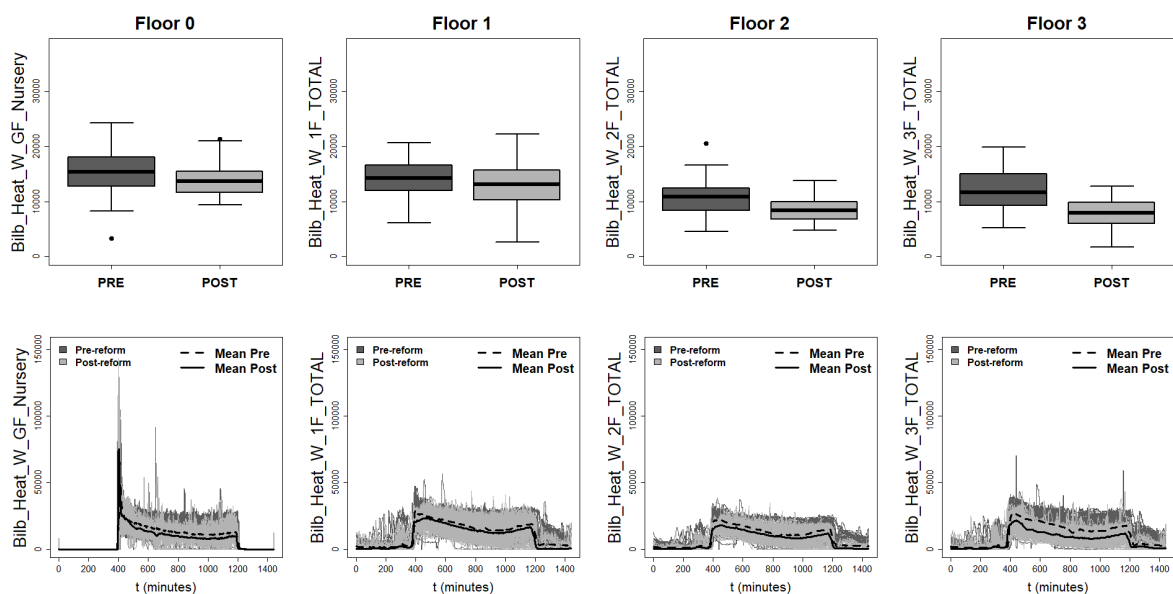 Floor 0
Bilb_Heat_W_GF_Nursery
0 10000 20000 30000
PRE POST
Floor 1
Bilb_Heat_W_1F_TOTAL
0 10000 20000 30000
PRE POST
Floor 2
Bilb_Heat_W_2F_TOTAL
0 10000 20000 30000
PRE POST
Floor 3
Bilb_Heat_W_3F_TOTAL
0 10000 20000 30000
PRE POST
Bilb_Heat_W_GF_Nursery
0 50000 100000 150000
Pre-reform
Post-reform
Mean Pre
Mean Post
0 200 400 600 800 1000 1200 1400
t (minutes)
Bilb_Heat_W_1F_TOTAL
0 50000 100000 150000
Pre-reform
Post-reform
Mean Pre
Mean Post
0 200 400 600 800 1000 1200 1400
t (minutes)
Bilb_Heat_W_2F_TOTAL
0 50000 100000 150000
Pre-reform
Post-reform
Mean Pre
Mean Post
0 200 400 600 800 1000 1200 1400
t (minutes)
Bilb_Heat_W_3F_TOTAL
0 50000 100000 150000
Pre-reform
Post-reform
Mean Pre
Mean Post
0 200 400 600 800 1000 1200 1400
t (minutes)